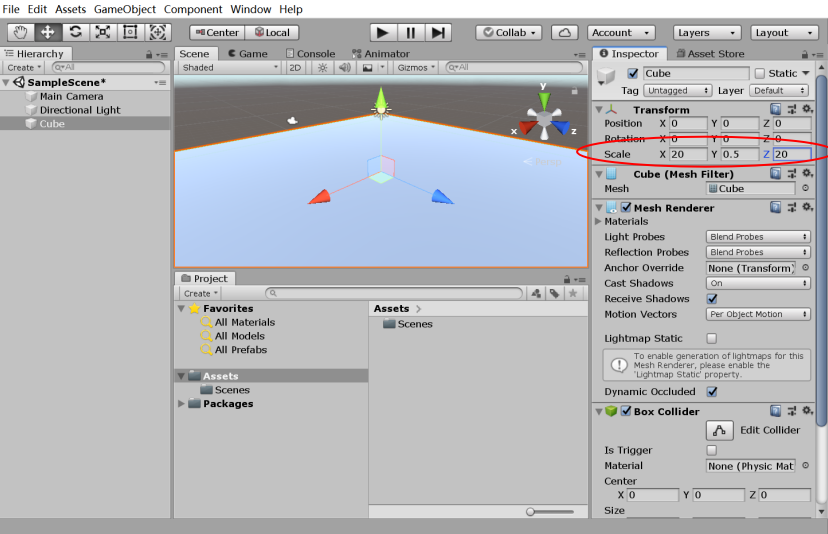 File Edit Assets GameObject Component Window Help
Center Local Collab Account Layers Layout
Hierarchy
Create All
SampleScene*
Main Camera
Directional Light
Cube
Scene Game Console Animator
Shaded 2D Gizmos All
y
x
z
Persp
Project
Create
Favorites
All Materials
All Models
All Prefabs
Assets
Scenes
Packages
Assets
Scenes
Inspector Asset Store
Cube Static
Tag Untagged Layer Default
Transform
Position X 0 Y 0 Z 0
Rotation X 0 Y 0 Z 0
Scale X 20 Y 0.5 Z 20
Cube (Mesh Filter)
Mesh Cube
Mesh Renderer
Materials
Light Probes Blend Probes
Reflection Probes Blend Probes
Anchor Override None (Transform)
Cast Shadows On
Receive Shadows
Motion Vectors Per Object Motion
Lightmap Static
To enable generation of lightmaps for this
Mesh Renderer, please enable the
'Lightmap Static' property.
Dynamic Occluded
Box Collider
Edit Collider
Is Trigger
Material None (Physic Mat
Center
X 0 Y 0 Z 0
Size